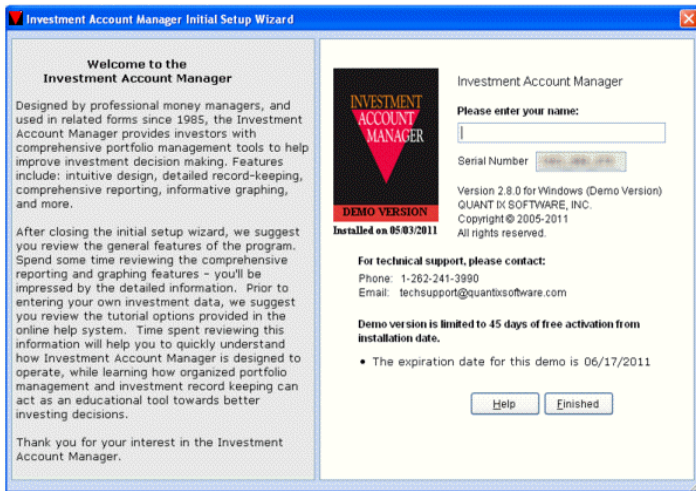 Investment Account Manager Initial Setup Wizard
Welcome to the
Investment Account Manager
Designed by professional money managers, and
used in related forms since 1985, the Investment
Account Manager provides investors with
comprehensive portfolio management tools to help
improve investment decision making. Features
include: intuitive design, detailed record-keeping,
comprehensive reporting, informative graphing,
and more.
After closing the initial setup wizard, we suggest
you review the general features of the program.
Spend some time reviewing the comprehensive
reporting and graphing features - you'll be
impressed by the detailed information. Prior to
entering your own investment data, we suggest
you review the tutorial options provided in the
online help system. Time spent reviewing this
information will help you to quickly understand
how Investment Account Manager is designed to
operate, while learning how organized portfolio
management and investment record keeping can
act as an educational tool towards better
investing decisions.
Thank you for your interest in the Investment
Account Manager.
INVESTMENT
ACCOUNT
MANAGER
DEMO VERSION
Installed on 05/03/2011
Investment Account Manager
Please enter your name:
Serial Number
Version 2.8.0 for Windows (Demo Version)
QUANT IX SOFTWARE, INC.
Copyright © 2005-2011
All rights reserved.
For technical support, please contact:
Phone: 1-262-241-3990
Email: techsupport@quantixsoftware.com
Demo version is limited to 45 days of free activation from
installation date.
• The expiration date for this demo is 06/17/2011
Help
Finished